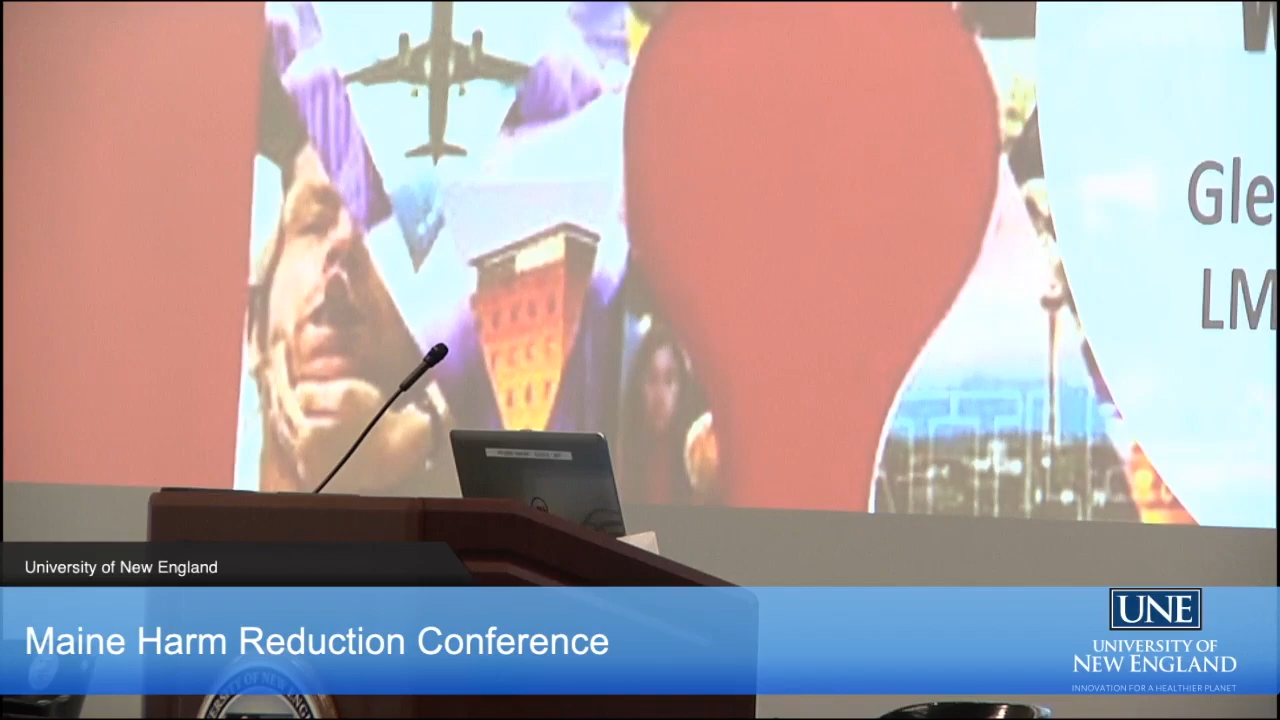 Gle
LM
University of New England
Maine Harm Reduction Conference
UNE
UNIVERSITY OF
NEW ENGLAND
INNOVATION FOR A HEALTHIER PLANET